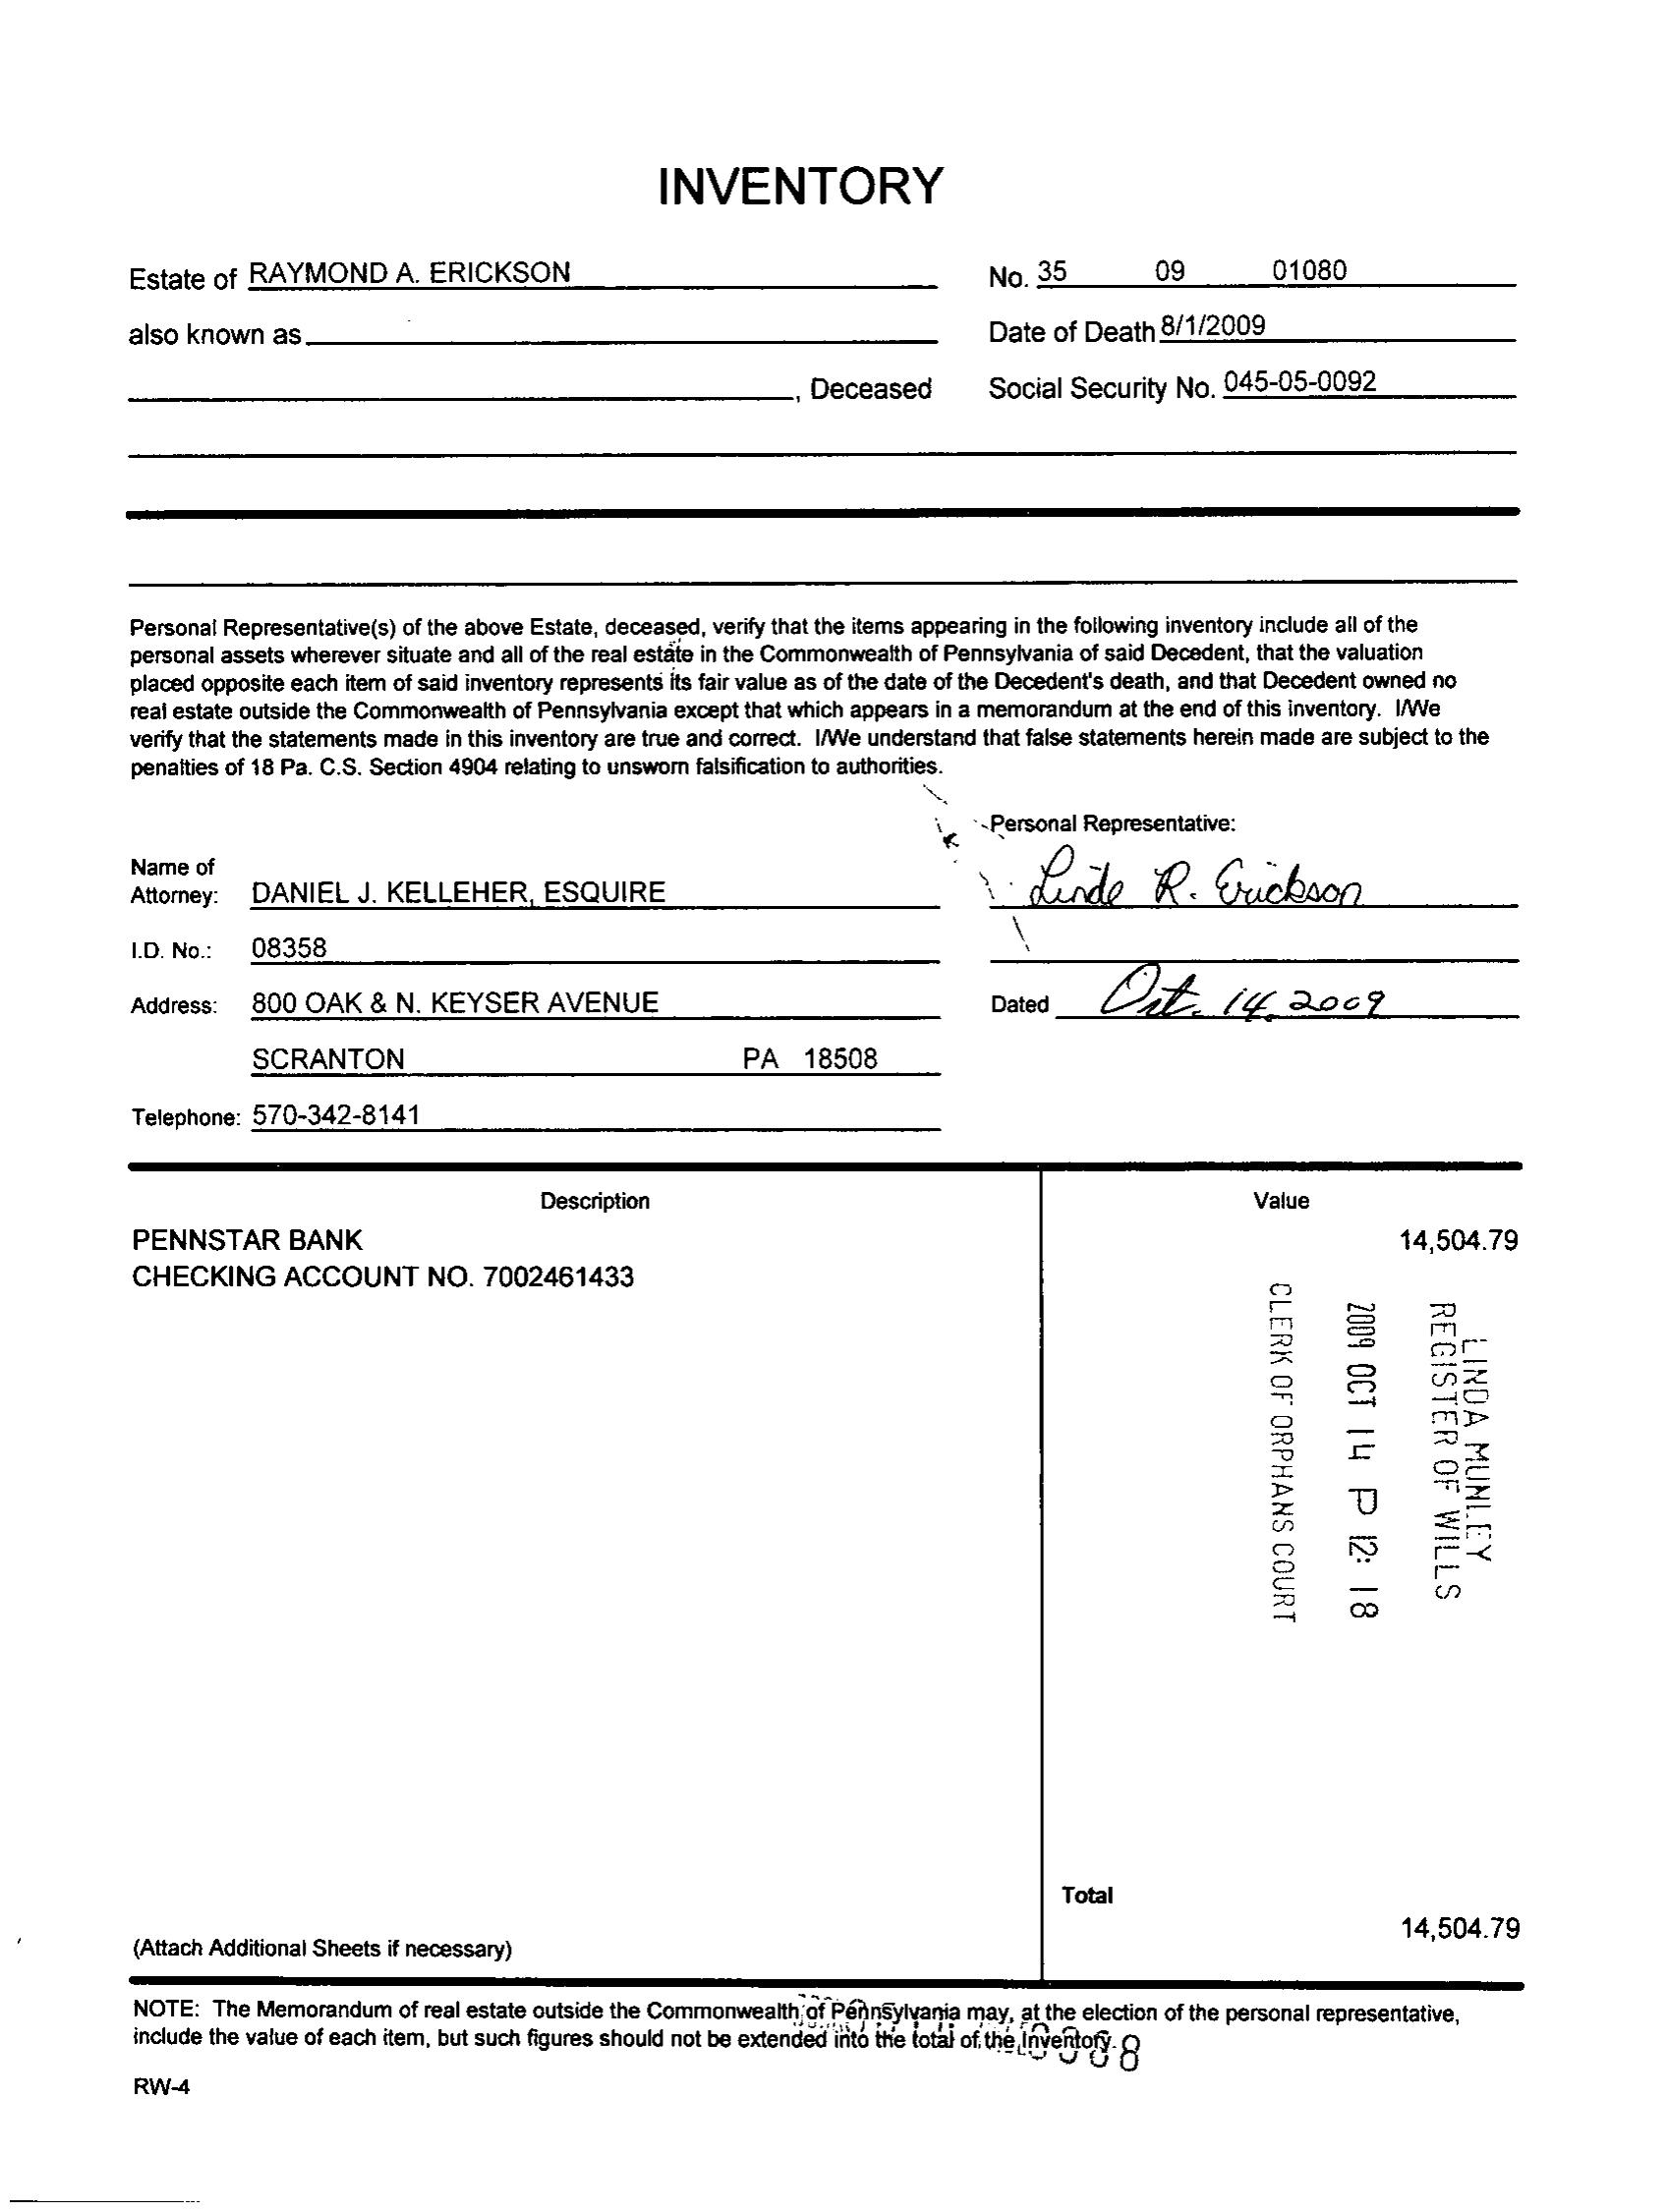 INVENTORY
Estate of RAYMOND A. ERICKSON
No. 35 09 01080
also known as
Date of Death 8/1/2009
, Deceased
Social Security No. 045-05-0092
Personal Representative(s) of the above Estate, deceased, verify that the items appearing in the following inventory include all of the
personal assets wherever situate and all of the real estate in the Commonwealth of Pennsylvania of said Decedent, that the valuation
placed opposite each item of said inventory represents its fair value as of the date of the Decedent's death, and that Decedent owned no
real estate outside the Commonwealth of Pennsylvania except that which appears in a memorandum at the end of this inventory. I/We
verify that the statements made in this inventory are true and correct. I/We understand that false statements herein made are subject to the
penalties of 18 Pa. C.S. Section 4904 relating to unsworn falsification to authorities.
Personal Representative:
Name of
Attorney: DANIEL J. KELLEHER, ESQUIRE
Linda R. Erickson
I.D. No.: 08358
Address: 800 OAK & N. KEYSER AVENUE
Dated Oct. 14, 2009
SCRANTON PA 18508
Telephone: 570-342-8141
Description
Value
PENNSTAR BANK
14,504.79
CHECKING ACCOUNT NO. 7002461433
LINDA MUNLEY
REGISTER OF WILLS
2009 OCT 14 P 12: 18
CLERK OF ORPHANS COURT
Total
14,504.79
(Attach Additional Sheets if necessary)
NOTE: The Memorandum of real estate outside the Commonwealth of Pennsylvania may, at the election of the personal representative,
include the value of each item, but such figures should not be extended into the total of the Inventory.
RW-4